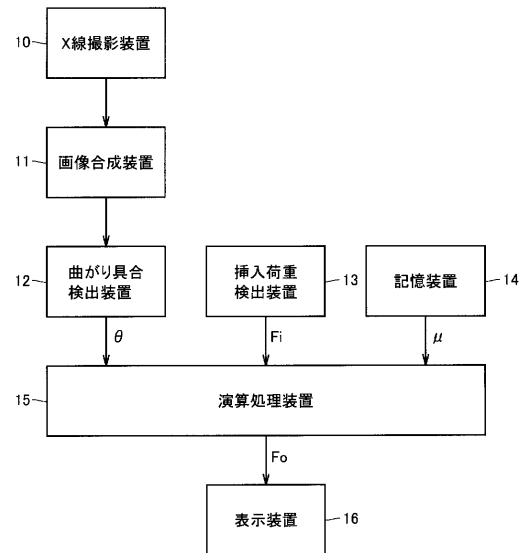 10
X線撮影装置
11
画像合成装置
12
曲がり具合
検出装置
挿入荷重
検出装置
13
記憶装置
14
θ
Fi
μ
15
演算処理装置
Fo
表示装置
16